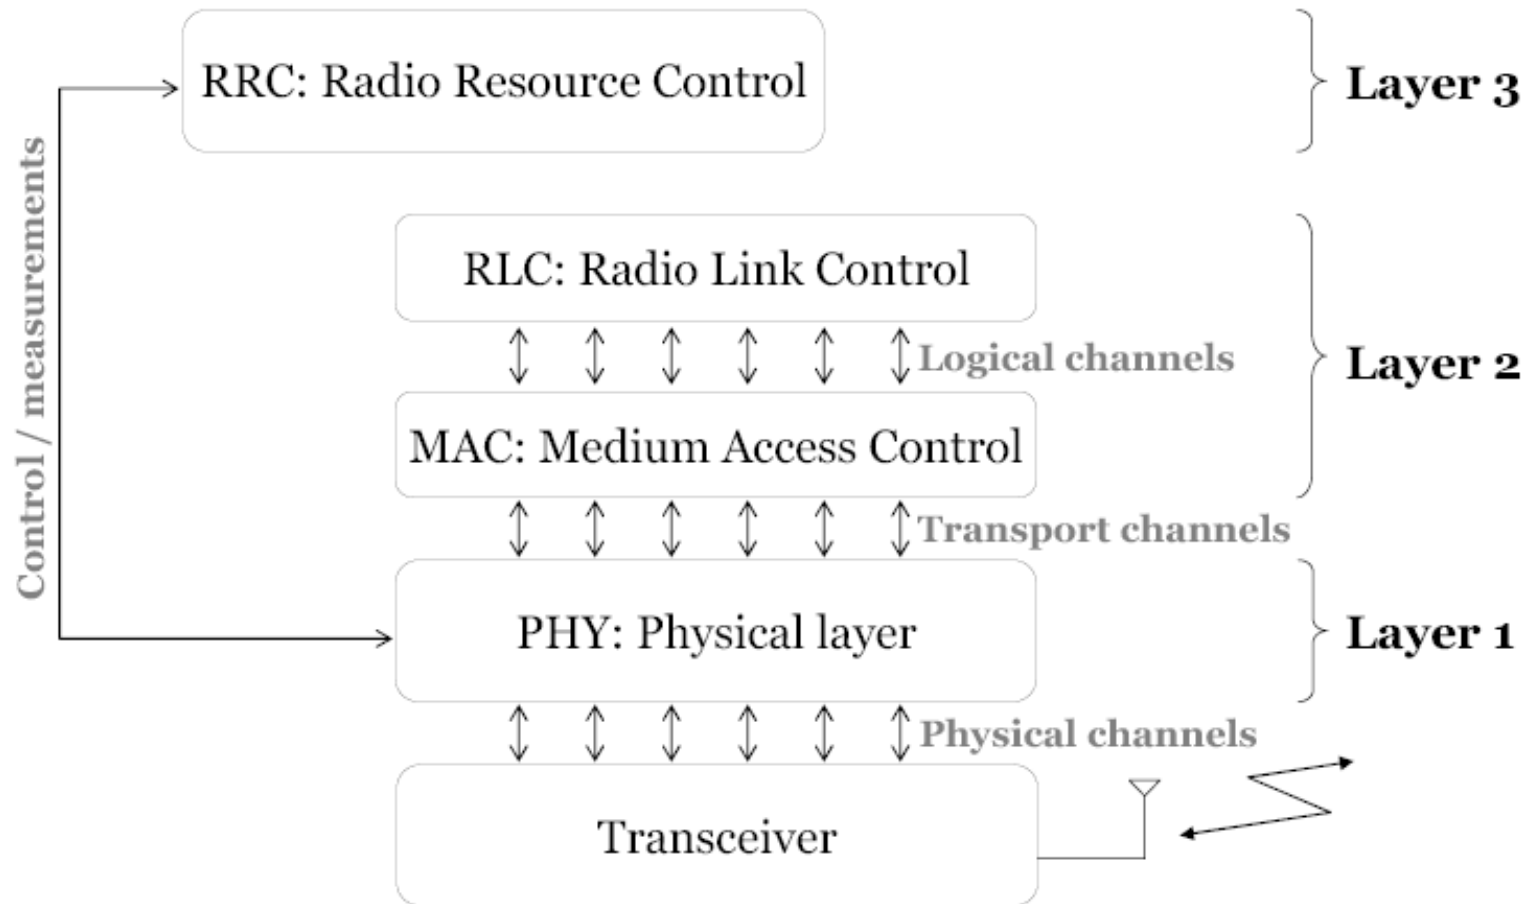 RRC: Radio Resource Control
Layer 3
Control / measurements
RLC: Radio Link Control
Logical channels
Layer 2
MAC: Medium Access Control
Transport channels
PHY: Physical layer
Layer 1
Physical channels
Transceiver